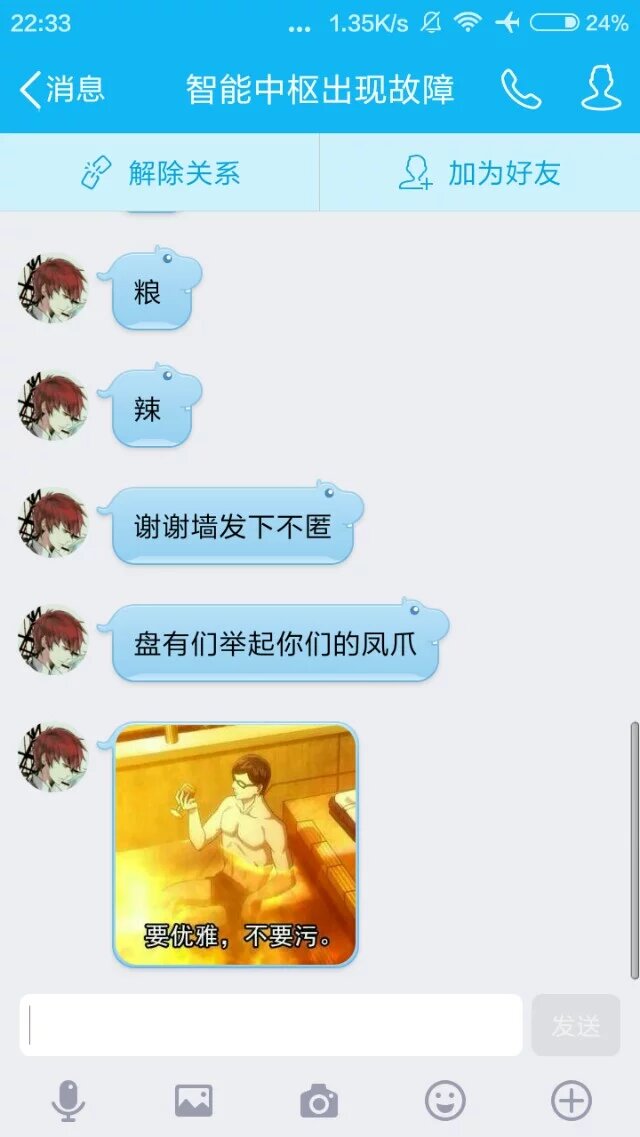 22:33
... 1.35K/s 24%
消息
智能中枢出现故障
解除关系
加为好友
粮
辣
谢谢墙发下不匿
盘有们举起你们的凤爪
要优雅，不要污。
发送